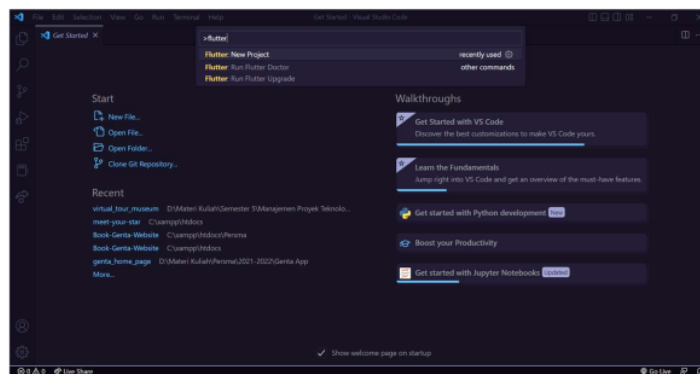 File Edit Selection View Go Run Terminal Help
Get Started - Visual Studio Code
Get Started
>flutter
Flutter: New Project recently used
Flutter: Run Flutter Doctor other commands
Flutter: Run Flutter Upgrade
Start
New File...
Open File...
Open Folder...
Clone Git Repository...
Recent
virtual_tour_museum D:\Materi Kuliah\Semester 5\Manajemen Proyek Teknolo...
meet-your-star C:\xampp\htdocs
Book-Genta-Website C:\xampp\htdocs\Persma
Book-Genta-Website C:\xampp\htdocs
genta_home_page D:\Materi Kuliah\Persma\2021-2022\Genta App
More...
Walkthroughs
Get Started with VS Code
Discover the best customizations to make VS Code yours.
Learn the Fundamentals
Jump right into VS Code and get an overview of the must-have features.
Get started with Python development New
Boost your Productivity
Get started with Jupyter Notebooks Updated
Show welcome page on startup
0 0 Live Share
Go Live